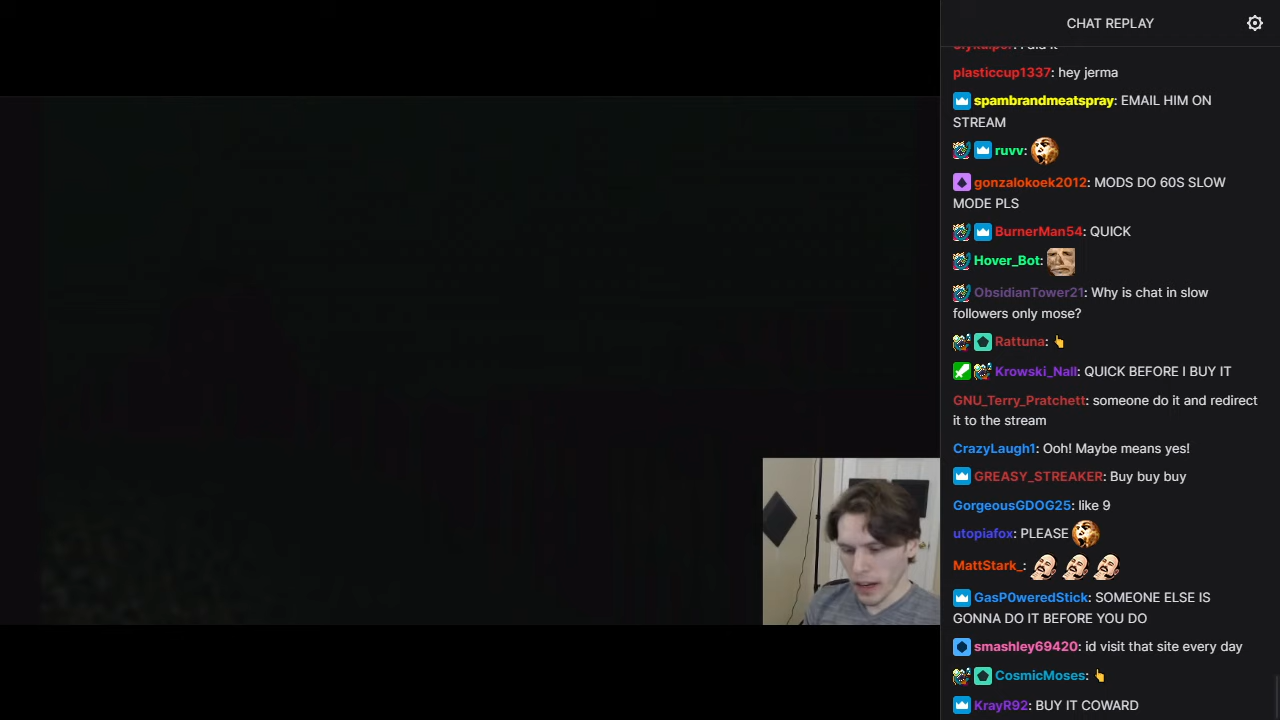 CHAT REPLAY
plasticcup1337: hey jerma
spambrandmeatspray: EMAIL HIM ON
STREAM
ruvv:
gonzalokoek2012: MODS DO 60S SLOW
MODE PLS
BurnerMan54: QUICK
Hover_Bot:
ObsidianTower21: Why is chat in slow
followers only mose?
Rattuna:
Krowski_Nall: QUICK BEFORE I BUY IT
GNU_Terry_Pratchett: someone do it and redirect
it to the stream
CrazyLaugh1: Ooh! Maybe means yes!
GREASY_STREAKER: Buy buy buy
GorgeousGDOG25: like 9
utopiafox: PLEASE
MattStark_:
GasP0weredStick: SOMEONE ELSE IS
GONNA DO IT BEFORE YOU DO
smashley69420: id visit that site every day
CosmicMoses:
KrayR92: BUY IT COWARD